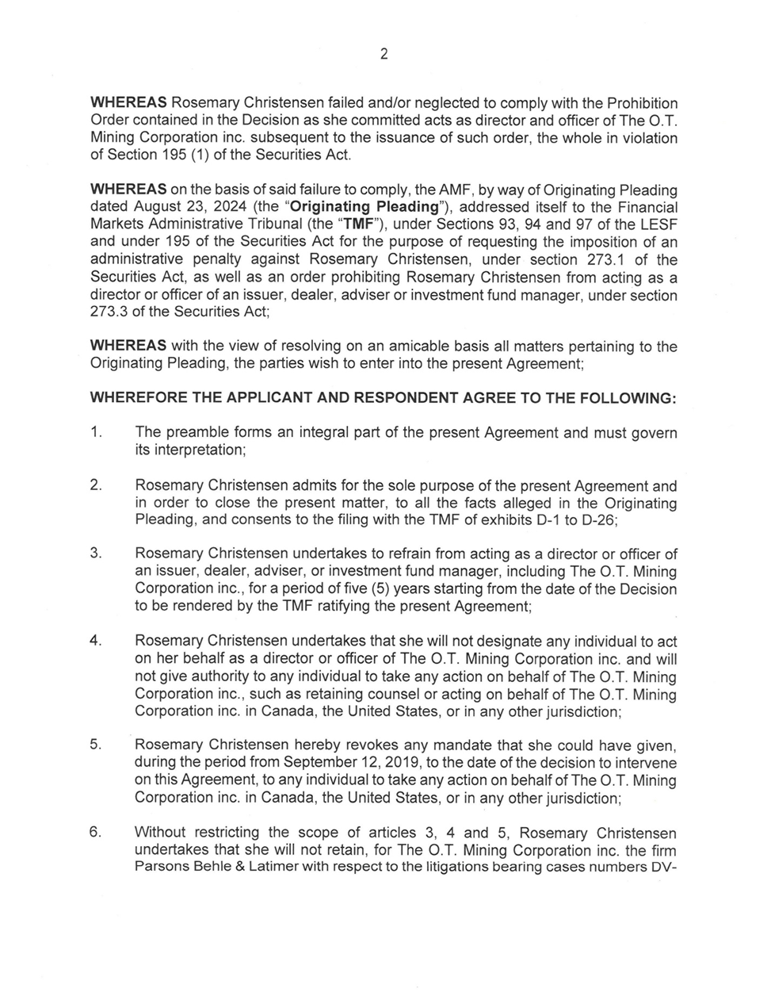 2
WHEREAS Rosemary Christensen failed and/or neglected to comply with the Prohibition
Order contained in the Decision as she committed acts as director and officer of The O.T.
Mining Corporation inc. subsequent to the issuance of such order, the whole in violation
of Section 195 (1) of the Securities Act.
WHEREAS on the basis of said failure to comply, the AMF, by way of Originating Pleading
dated August 23, 2024 (the “Originating Pleading”), addressed itself to the Financial
Markets Administrative Tribunal (the “TMF”), under Sections 93, 94 and 97 of the LESF
and under 195 of the Securities Act for the purpose of requesting the imposition of an
administrative penalty against Rosemary Christensen, under section 273.1 of the
Securities Act, as well as an order prohibiting Rosemary Christensen from acting as a
director or officer of an issuer, dealer, adviser or investment fund manager, under section
273.3 of the Securities Act;
WHEREAS with the view of resolving on an amicable basis all matters pertaining to the
Originating Pleading, the parties wish to enter into the present Agreement;
WHEREFORE THE APPLICANT AND RESPONDENT AGREE TO THE FOLLOWING:
1. The preamble forms an integral part of the present Agreement and must govern
its interpretation;
2. Rosemary Christensen admits for the sole purpose of the present Agreement and
in order to close the present matter, to all the facts alleged in the Originating
Pleading, and consents to the filing with the TMF of exhibits D-1 to D-26;
3. Rosemary Christensen undertakes to refrain from acting as a director or officer of
an issuer, dealer, adviser, or investment fund manager, including The O.T. Mining
Corporation inc., for a period of five (5) years starting from the date of the Decision
to be rendered by the TMF ratifying the present Agreement;
4. Rosemary Christensen undertakes that she will not designate any individual to act
on her behalf as a director or officer of The O.T. Mining Corporation inc. and will
not give authority to any individual to take any action on behalf of The O.T. Mining
Corporation inc., such as retaining counsel or acting on behalf of The O.T. Mining
Corporation inc. in Canada, the United States, or in any other jurisdiction;
5. Rosemary Christensen hereby revokes any mandate that she could have given,
during the period from September 12, 2019, to the date of the decision to intervene
on this Agreement, to any individual to take any action on behalf of The O.T. Mining
Corporation inc. in Canada, the United States, or in any other jurisdiction;
6. Without restricting the scope of articles 3, 4 and 5, Rosemary Christensen
undertakes that she will not retain, for The O.T. Mining Corporation inc. the firm
Parsons Behle & Latimer with respect to the litigations bearing cases numbers DV-